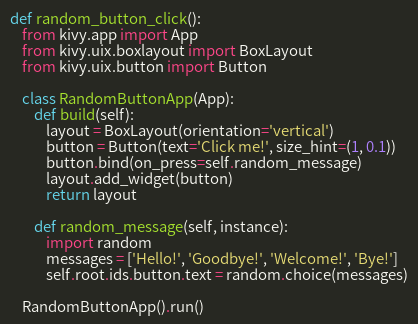 def random_button_click():
from kivy.app import App
from kivy.uix.boxlayout import BoxLayout
from kivy.uix.button import Button
class RandomButtonApp(App):
def build(self):
layout = BoxLayout(orientation='vertical')
button = Button(text='Click me!', size_hint=(1, 0.1))
button.bind(on_press=self.random_message)
layout.add_widget(button)
return layout
def random_message(self, instance):
import random
messages = ['Hello!', 'Goodbye!', 'Welcome!', 'Bye!']
self.root.ids.button.text = random.choice(messages)
RandomButtonApp().run()